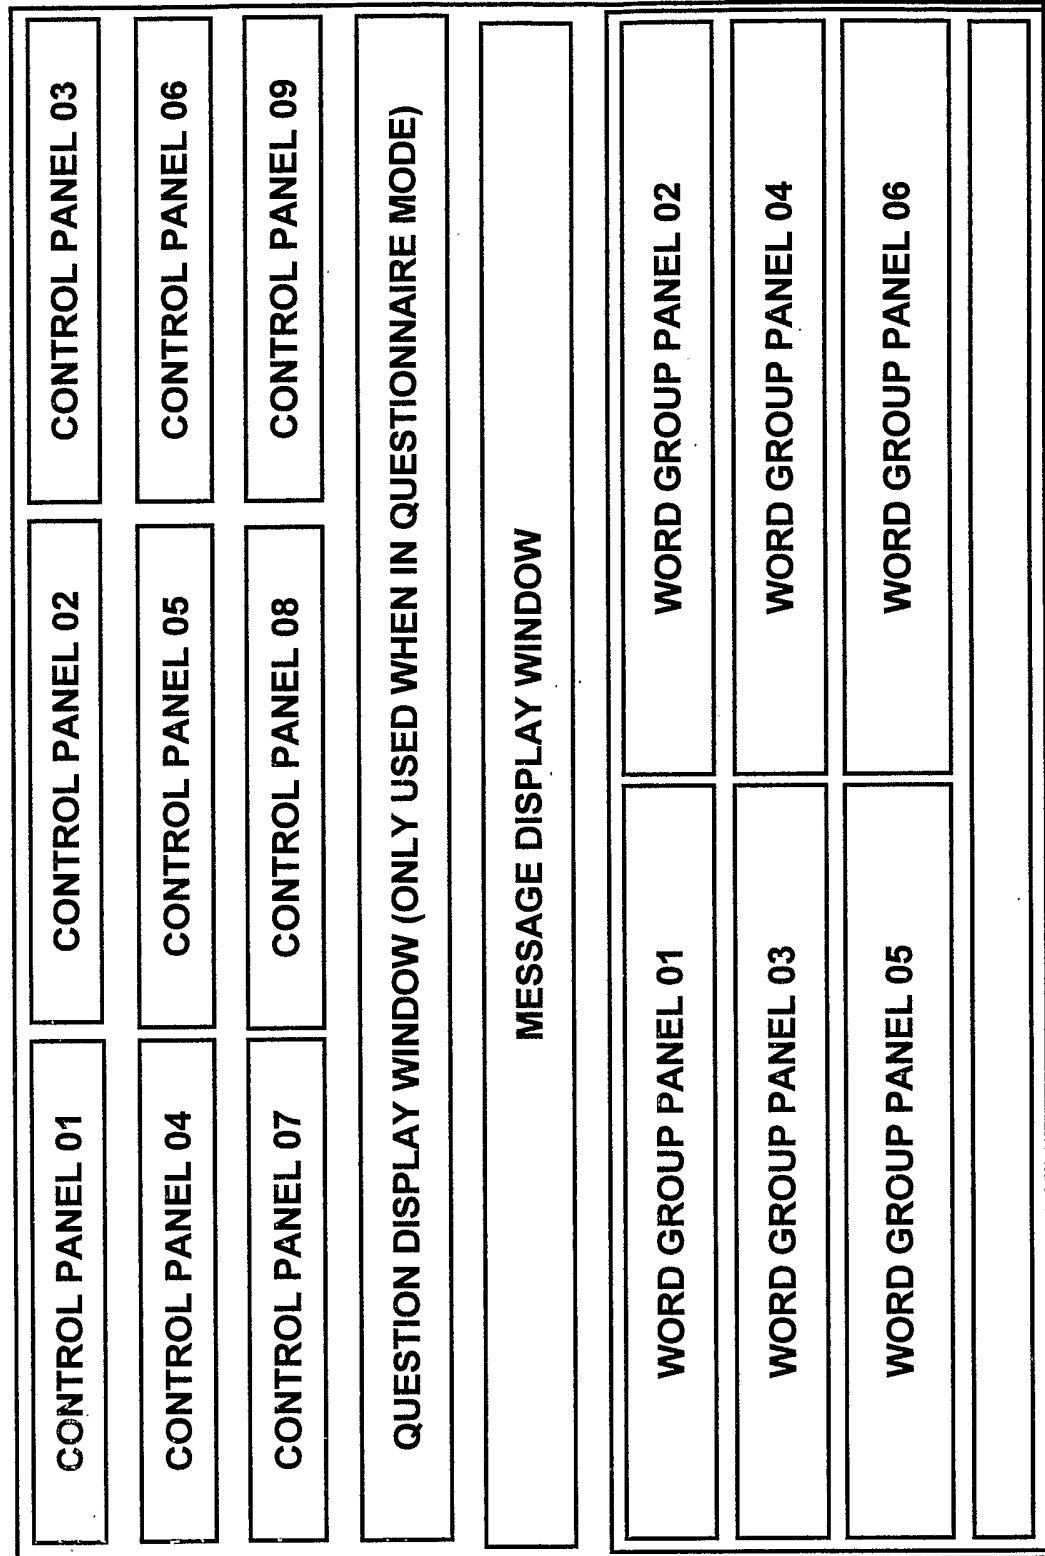 CONTROL PANEL 01
CONTROL PANEL 02
CONTROL PANEL 03
CONTROL PANEL 04
CONTROL PANEL 05
CONTROL PANEL 06
CONTROL PANEL 07
CONTROL PANEL 08
CONTROL PANEL 09
QUESTION DISPLAY WINDOW (ONLY USED WHEN IN QUESTIONNAIRE MODE)
MESSAGE DISPLAY WINDOW
WORD GROUP PANEL 01
WORD GROUP PANEL 02
WORD GROUP PANEL 03
WORD GROUP PANEL 04
WORD GROUP PANEL 05
WORD GROUP PANEL 06